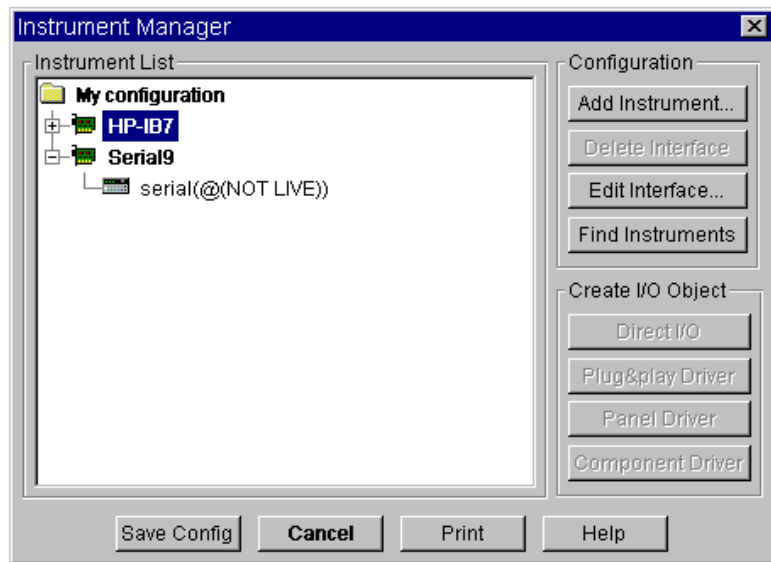 Instrument Manager
Instrument List
My configuration
HP-IB7
Serial9
serial(@(NOT LIVE))
Configuration
Add Instrument...
Delete Interface
Edit Interface...
Find Instruments
Create I/O Object
Direct I/O
Plug&play Driver
Panel Driver
Component Driver
Save Config
Cancel
Print
Help